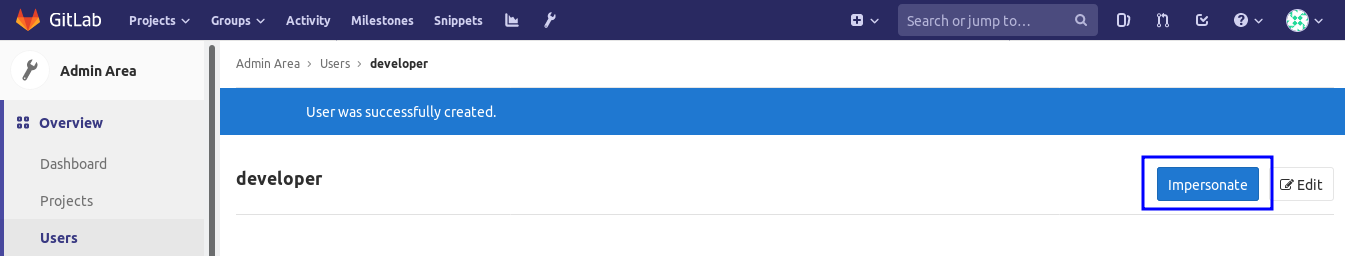 GitLab Projects Groups Activity Milestones Snippets Search or jump to...
Admin Area
Admin Area > Users > developer
User was successfully created.
Overview
Dashboard
developer
Impersonate Edit
Projects
Users